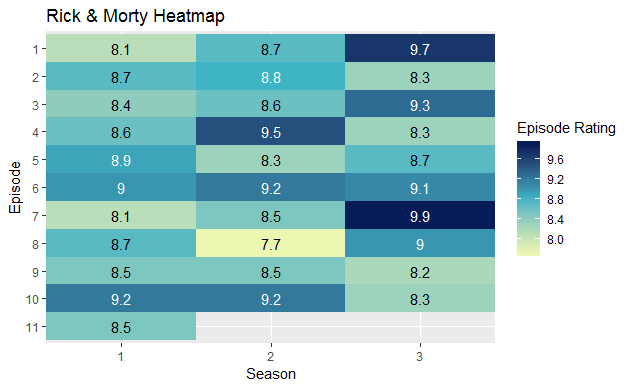 Rick & Morty Heatmap
1 8.1 8.7 9.7
2 8.7 8.8 8.3
3 8.4 8.6 9.3
4 8.6 9.5 8.3
5 8.9 8.3 8.7
6 9 9.2 9.1
7 8.1 8.5 9.9
8 8.7 7.7 9
9 8.5 8.5 8.2
10 9.2 9.2 8.3
11 8.5
1 2 3
Season
Episode
Episode Rating
9.6
9.2
8.8
8.4
8.0